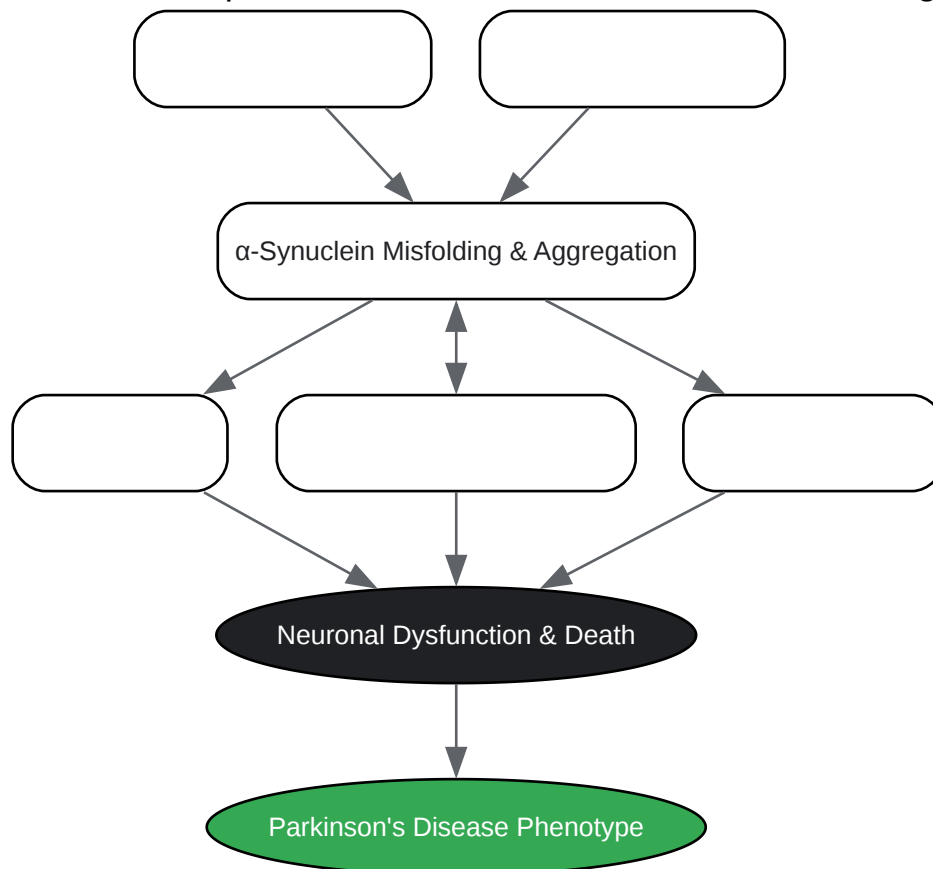 α-Synuclein Misfolding & Aggregation
Neuronal Dysfunction & Death
Parkinson's Disease Phenotype